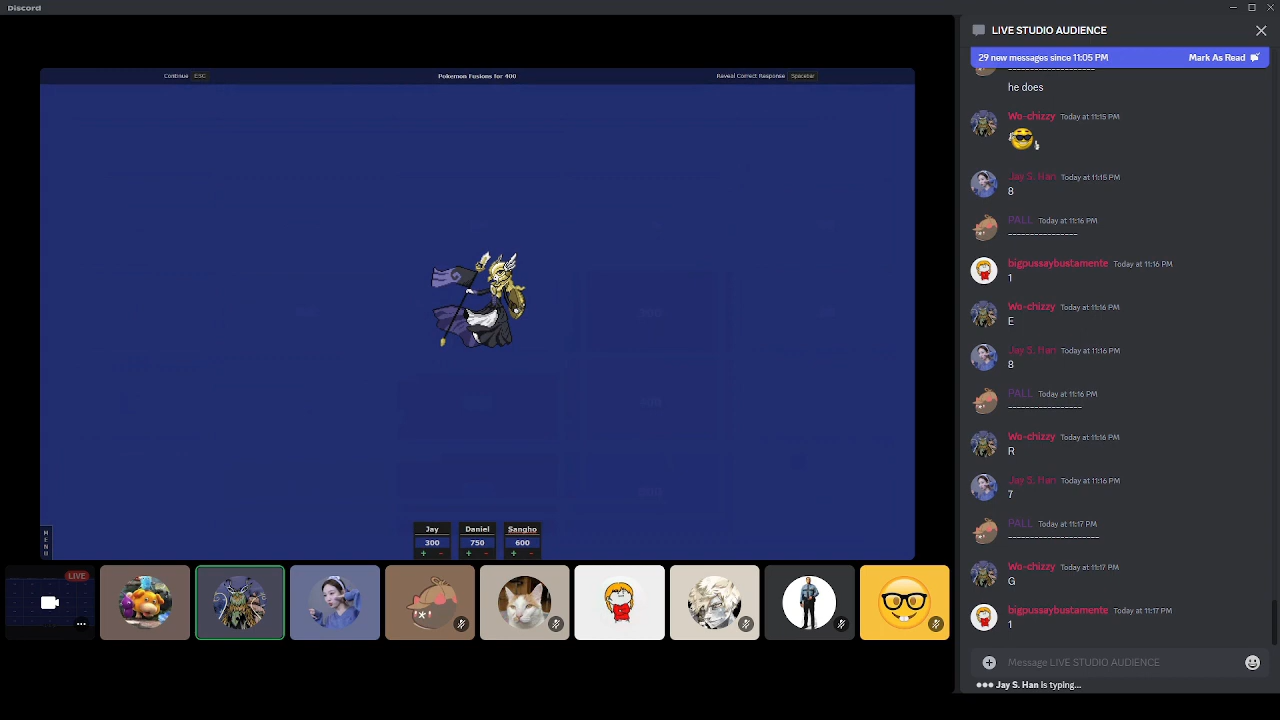 Discord
Continue ESC
Pokemon Fusions for 400
Reveal Correct Response Spacebar
MENU
Jay
Daniel
Sangho
300
750
600
+ -
+ -
+ -
LIVE
LIVE STUDIO AUDIENCE
29 new messages since 11:05 PM
Mark As Read
he does
Wo-chizzy Today at 11:15 PM
Jay S. Han Today at 11:15 PM
8
PALL Today at 11:16 PM
----------------
bigpussaybustamente Today at 11:16 PM
1
Wo-chizzy Today at 11:16 PM
E
Jay S. Han Today at 11:16 PM
8
PALL Today at 11:16 PM
-----------------
Wo-chizzy Today at 11:16 PM
R
Jay S. Han Today at 11:16 PM
7
PALL Today at 11:17 PM
---------------------
Wo-chizzy Today at 11:17 PM
G
bigpussaybustamente Today at 11:17 PM
1
Message LIVE STUDIO AUDIENCE
Jay S. Han is typing...